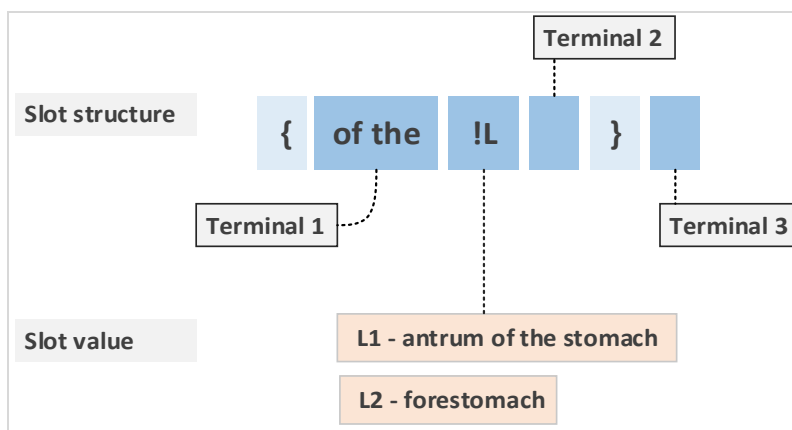 Terminal 2
Slot structure
{ of the !L }
Terminal 1
Terminal 3
Slot value
L1 - antrum of the stomach
L2 - forestomach